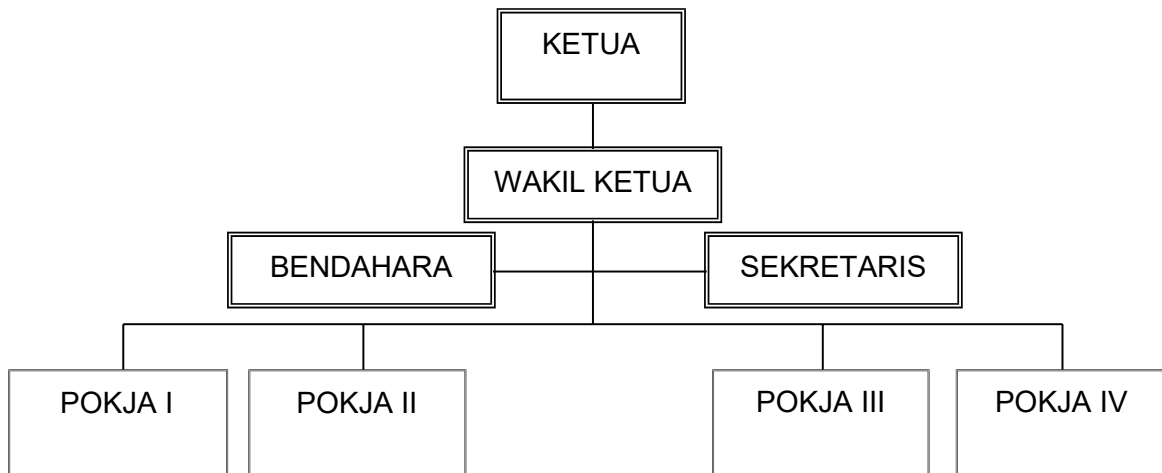 KETUA
WAKIL KETUA
BENDAHARA
SEKRETARIS
POKJA I
POKJA II
POKJA III
POKJA IV